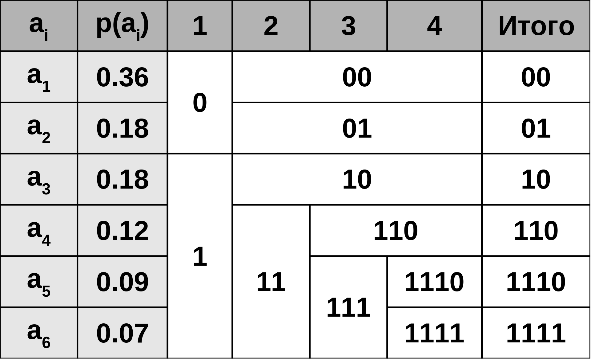 ai p(ai) 1 2 3 4 Итого
a1 0.36 0 00 00
a2 0.18 01 01
a3 0.18 1 10 10
a4 0.12 11 110 110
a5 0.09 111 1110 1110
a6 0.07 1111 1111